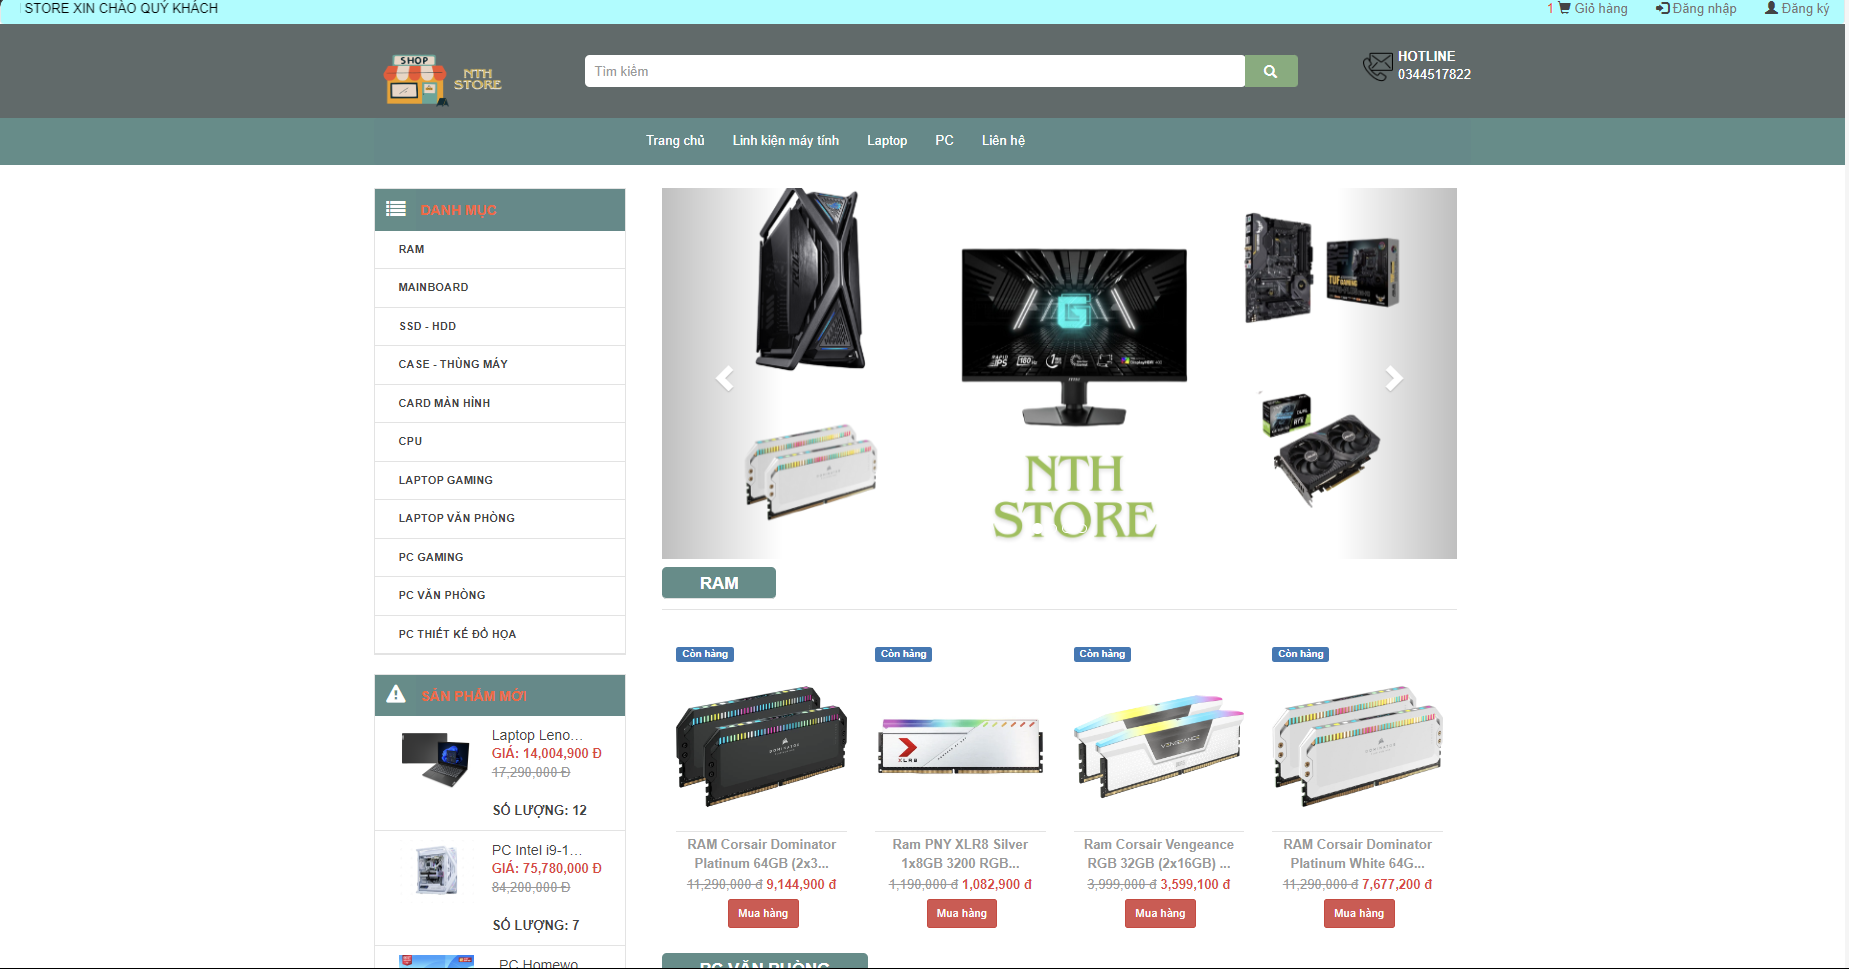 STORE XIN CHÀO QUÝ KHÁCH
1 Giỏ hàng
Đăng nhập
Đăng ký
SHOP
NTH
STORE
Tìm kiếm
HOTLINE
0344517822
Trang chủ
Linh kiện máy tính
Laptop
PC
Liên hệ
DANH MỤC
RAM
MAINBOARD
SSD - HDD
CASE - THÙNG MÁY
CARD MÀN HÌNH
CPU
LAPTOP GAMING
LAPTOP VĂN PHÒNG
PC GAMING
PC VĂN PHÒNG
PC THIẾT KẾ ĐỒ HỌA
SẢN PHẨM MỚI
Laptop Leno...
GIÁ: 14,004,900 Đ
17,290,000 Đ
SỐ LƯỢNG: 12
PC Intel i9-1...
GIÁ: 75,780,000 Đ
84,200,000 Đ
SỐ LƯỢNG: 7
PC Homewo
NTH
STORE
RAM
Còn hàng
RAM Corsair Dominator
Platinum 64GB (2x3...
11,290,000 đ 9,144,900 đ
Mua hàng
Còn hàng
XLR8
Ram PNY XLR8 Silver
1x8GB 3200 RGB...
1,190,000 đ 1,082,900 đ
Mua hàng
Còn hàng
VENGEANCE
Ram Corsair Vengeance
RGB 32GB (2x16GB) ...
3,999,000 đ 3,599,100 đ
Mua hàng
Còn hàng
RAM Corsair Dominator
Platinum White 64G...
11,290,000 đ 7,677,200 đ
Mua hàng
PC VĂN PHÒNG